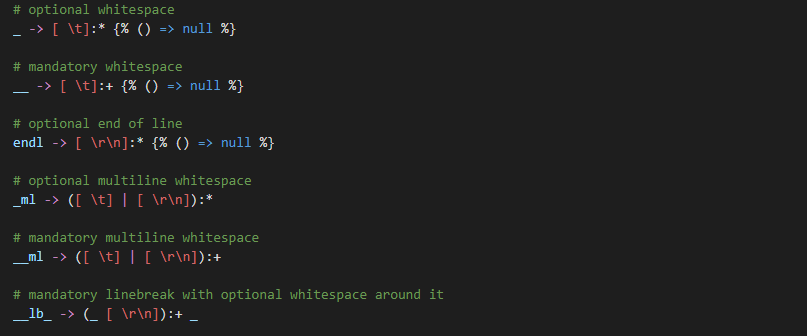 # optional whitespace
_ -> [ \t]:* {% () => null %}
# mandatory whitespace
__ -> [ \t]:+ {% () => null %}
# optional end of line
endl -> [ \r\n]:* {% () => null %}
# optional multiline whitespace
_ml -> ([ \t] | [ \r\n]):*
# mandatory multiline whitespace
__ml -> ([ \t] | [ \r\n]):+
# mandatory linebreak with optional whitespace around it
__lb_ -> (_ [ \r\n]):+ _